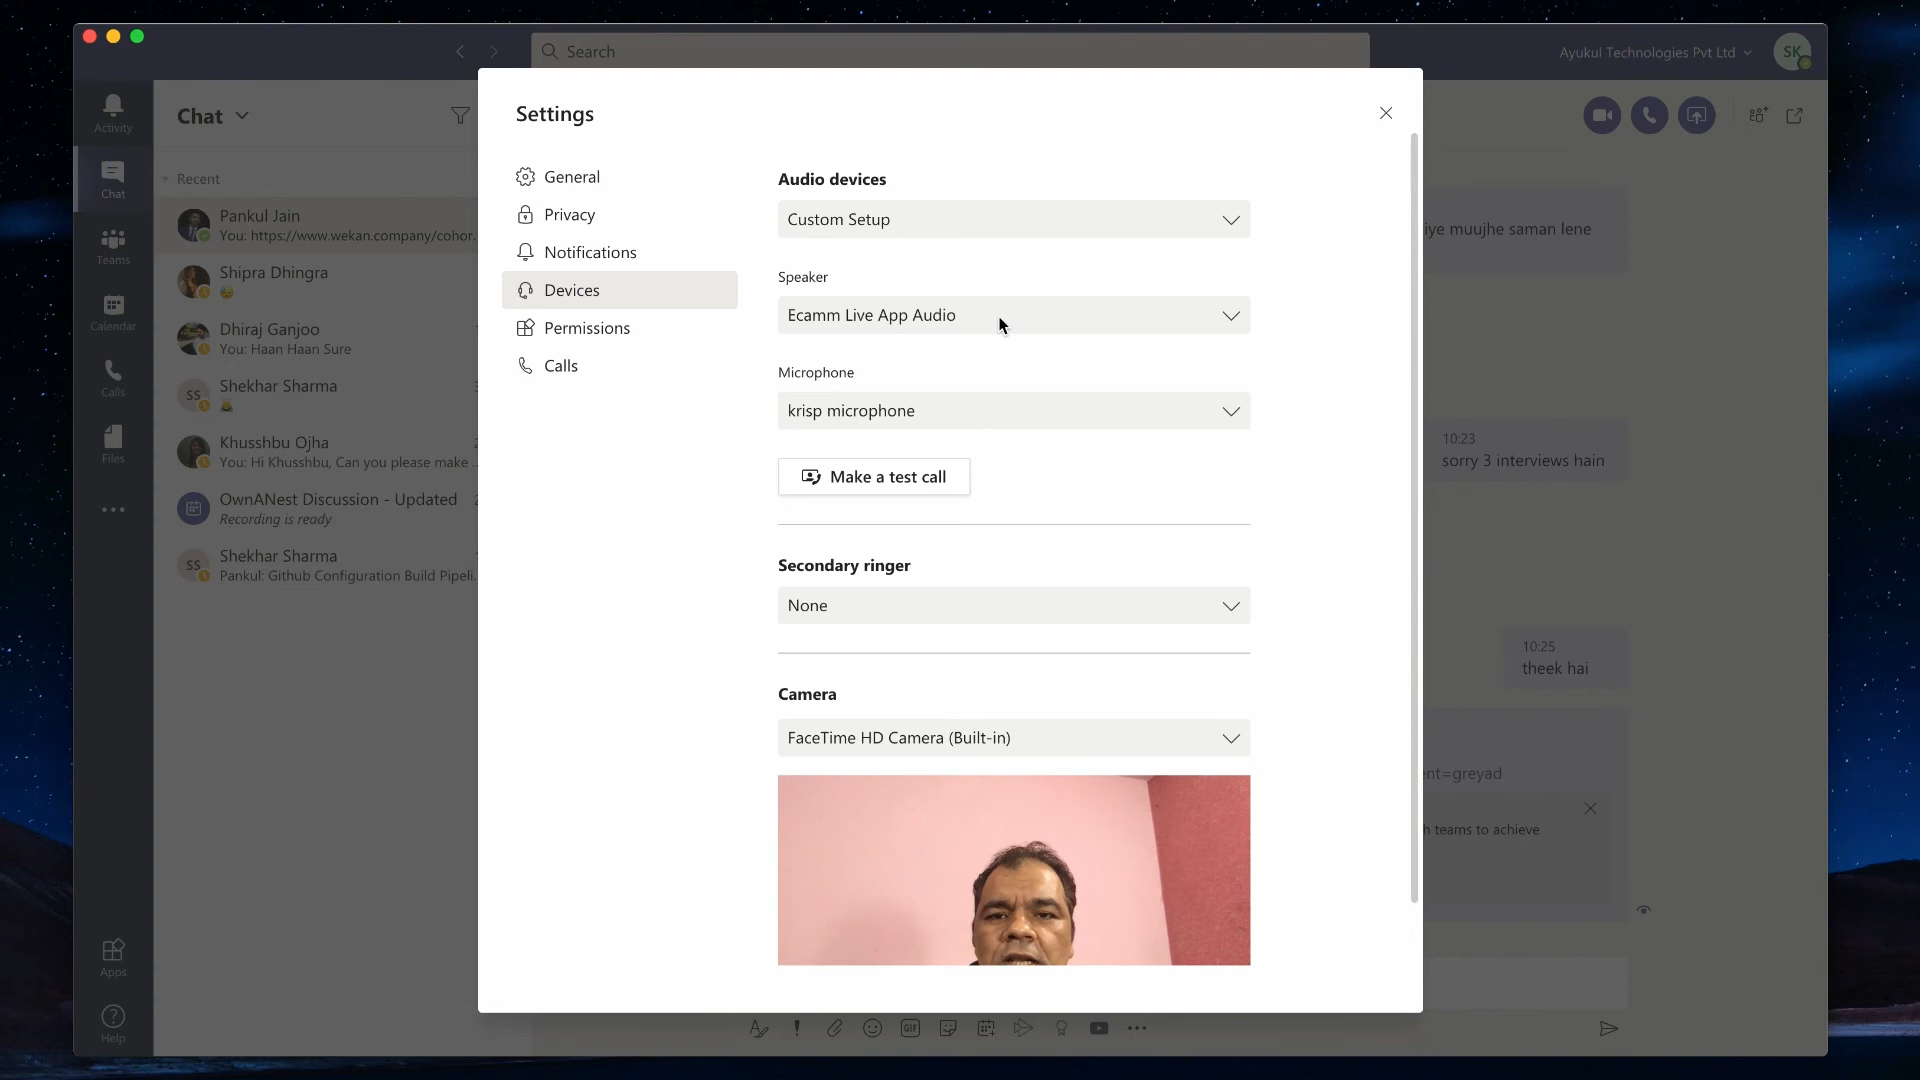 Search
Ayukul Technologies Pvt Ltd
SK
Activity
Chat
Teams
Calendar
Calls
Files
Apps
Help
Chat
Recent
Pankul Jain
You: https://www.wekan.company/cohor...
Shipra Dhingra
Dhiraj Ganjoo
You: Haan Haan Sure
SS
Shekhar Sharma
Khusshbu Ojha
You: Hi Khusshbu, Can you please make ...
OwnANest Discussion - Updated
Recording is ready
SS
Shekhar Sharma
Pankul: Github Configuration Build Pipeli...
Settings
General
Privacy
Notifications
Devices
Permissions
Calls
Audio devices
Custom Setup
Speaker
Ecamm Live App Audio
Microphone
krisp microphone
Make a test call
Secondary ringer
None
Camera
FaceTime HD Camera (Built-in)
iye muujhe saman lene
10:23
sorry 3 interviews hain
10:25
theek hai
ent=greyad
h teams to achieve
GIF